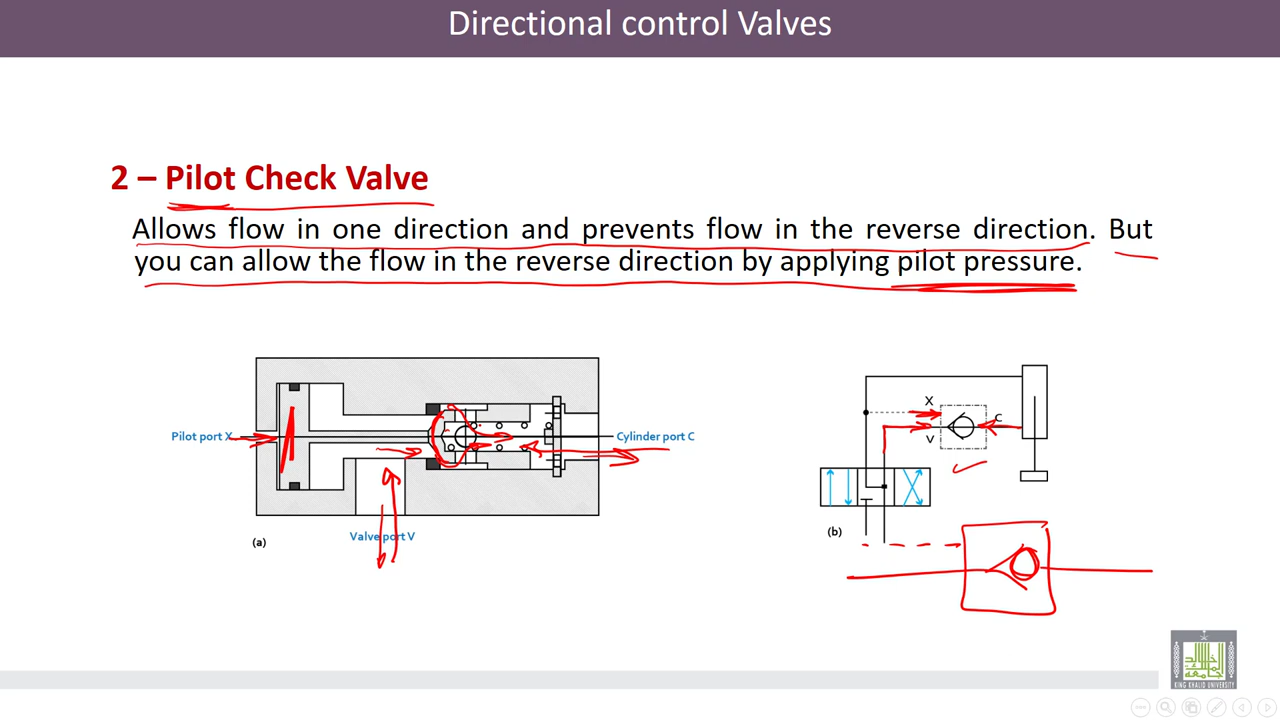 Directional control Valves
2 – Pilot Check Valve
Allows flow in one direction and prevents flow in the reverse direction. But
you can allow the flow in the reverse direction by applying pilot pressure.
Pilot port X
Cylinder port C
Valve port V
(a)
X
C
V
(b)
KING KHALID UNIVERSITY